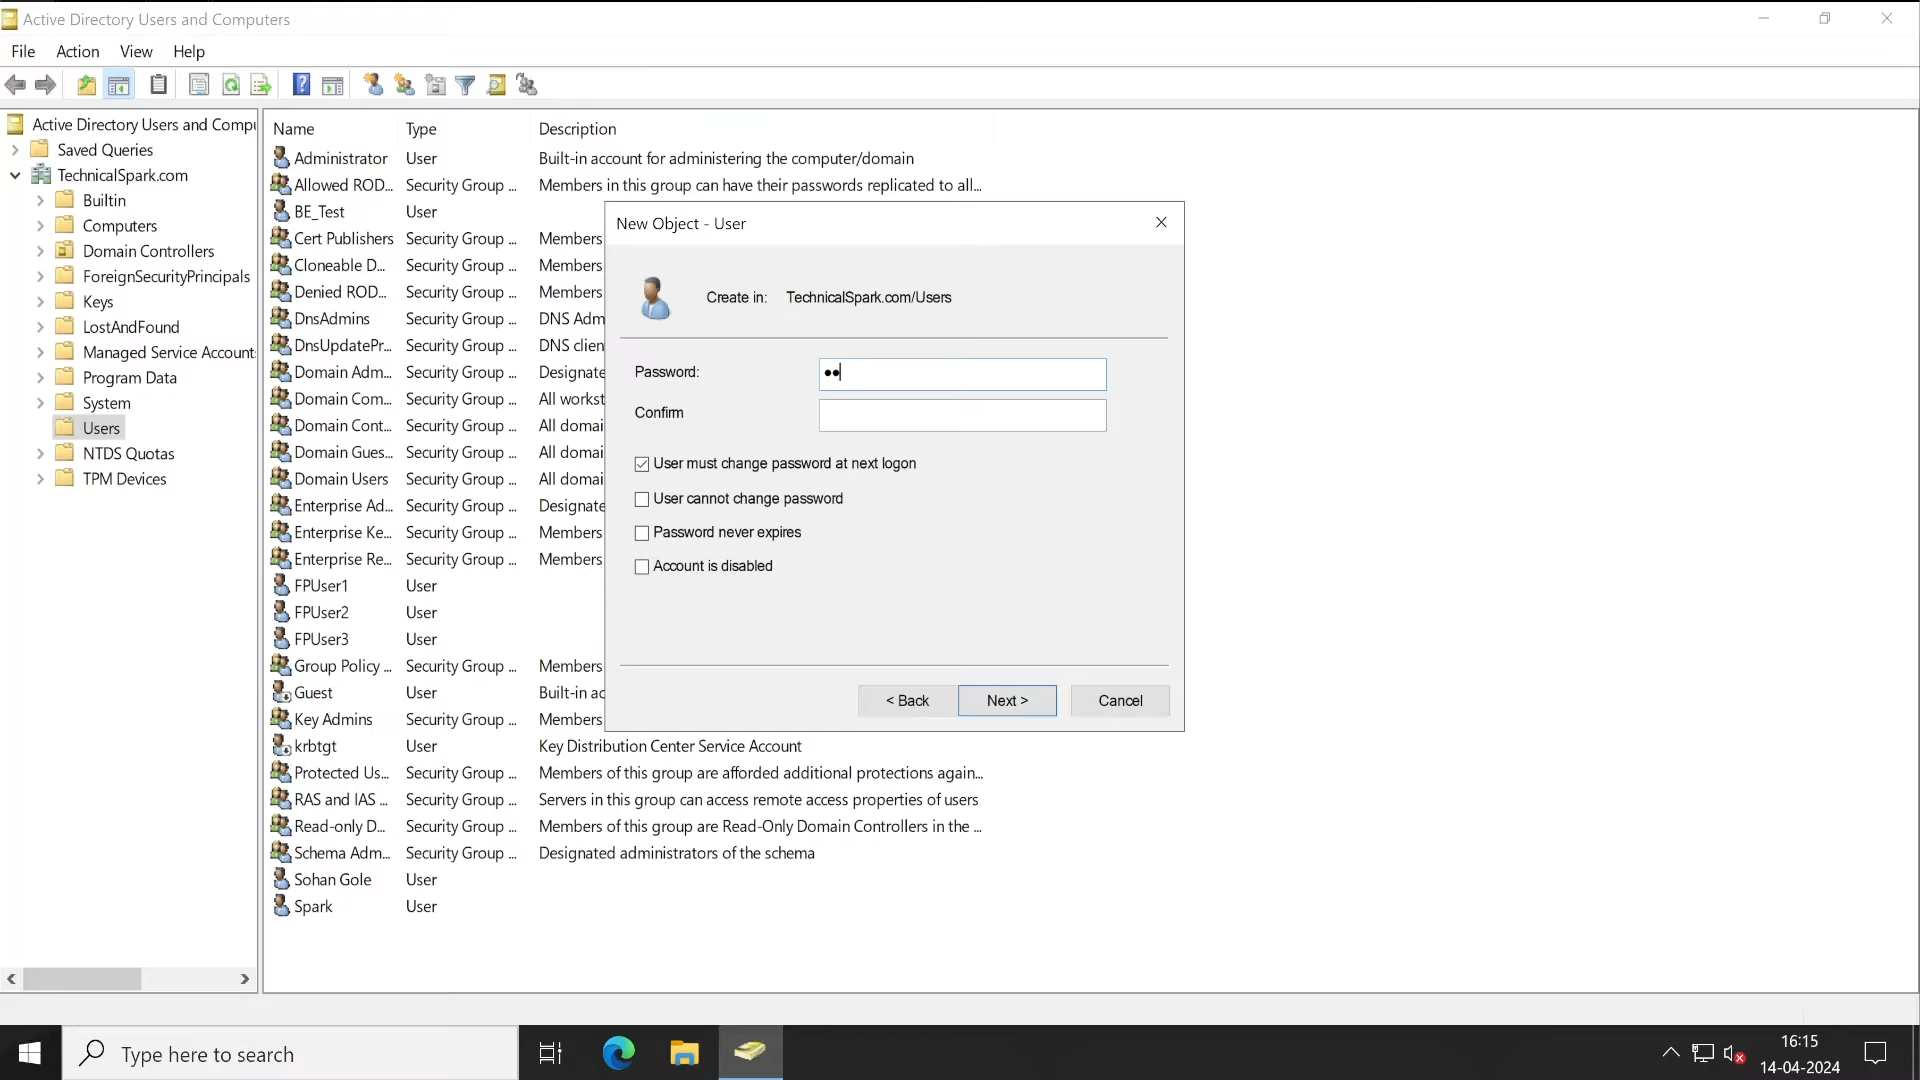 Active Directory Users and Computers
File Action View Help
Active Directory Users and Compu
Saved Queries
TechnicalSpark.com
Builtin
Computers
Domain Controllers
ForeignSecurityPrincipals
Keys
LostAndFound
Managed Service Account
Program Data
System
Users
NTDS Quotas
TPM Devices
Name Type Description
Administrator User Built-in account for administering the computer/domain
Allowed ROD... Security Group ... Members in this group can have their passwords replicated to all...
BE_Test User
Cert Publishers Security Group ... Members
Cloneable D... Security Group ... Members
Denied ROD... Security Group ... Members
DnsAdmins Security Group ... DNS Adm
DnsUpdatePr... Security Group ... DNS clien
Domain Adm... Security Group ... Designate
Domain Com... Security Group ... All workst
Domain Cont... Security Group ... All domai
Domain Gues... Security Group ... All domai
Domain Users Security Group ... All domai
Enterprise Ad... Security Group ... Designate
Enterprise Ke... Security Group ... Members
Enterprise Re... Security Group ... Members
FPUser1 User
FPUser2 User
FPUser3 User
Group Policy ... Security Group ... Members
Guest User Built-in ac
Key Admins Security Group ... Members
krbtgt User Key Distribution Center Service Account
Protected Us... Security Group ... Members of this group are afforded additional protections again...
RAS and IAS ... Security Group ... Servers in this group can access remote access properties of users
Read-only D... Security Group ... Members of this group are Read-Only Domain Controllers in the ...
Schema Adm... Security Group ... Designated administrators of the schema
Sohan Gole User
Spark User
New Object - User
Create in: TechnicalSpark.com/Users
Password: ●●
Confirm
User must change password at next logon
User cannot change password
Password never expires
Account is disabled
< Back Next > Cancel
Type here to search
16:15
14-04-2024